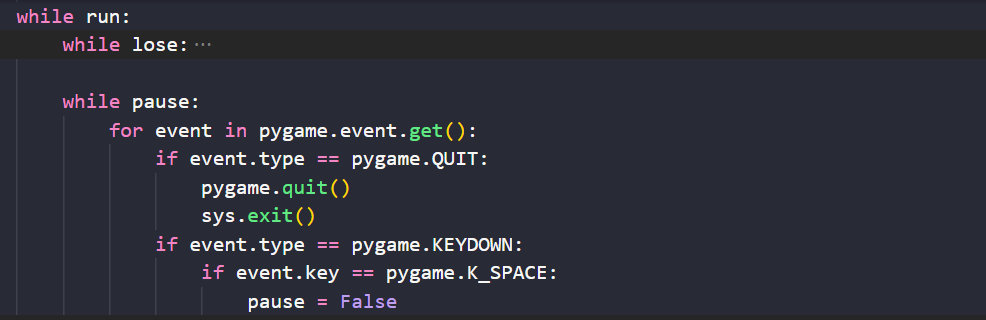 while run:
while lose:···
while pause:
for event in pygame.event.get():
if event.type == pygame.QUIT:
pygame.quit()
sys.exit()
if event.type == pygame.KEYDOWN:
if event.key == pygame.K_SPACE:
pause = False